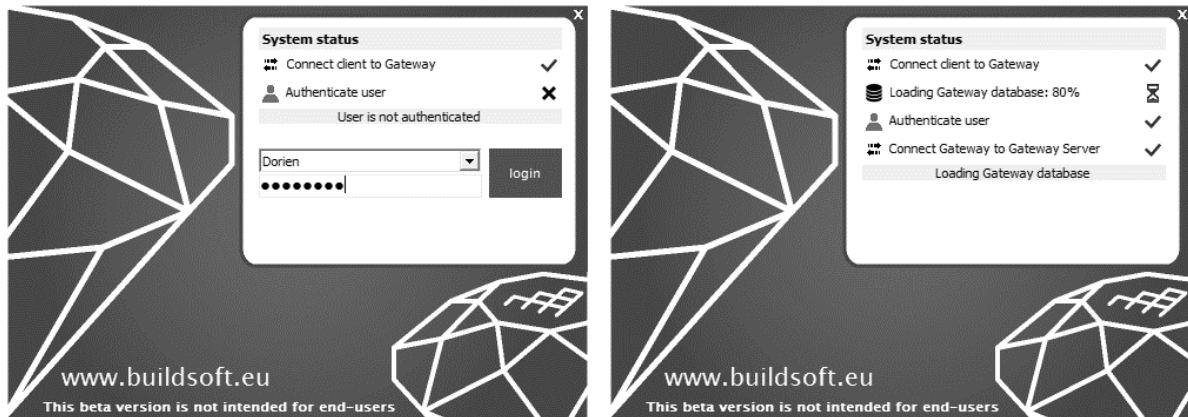 x
System status
Connect client to Gateway
Authenticate user
User is not authenticated
Dorien
●●●●●●●●
login
www.buildsoft.eu
This beta version is not intended for end-users
x
System status
Connect client to Gateway
Loading Gateway database: 80%
Authenticate user
Connect Gateway to Gateway Server
Loading Gateway database
www.buildsoft.eu
This beta version is not intended for end-users